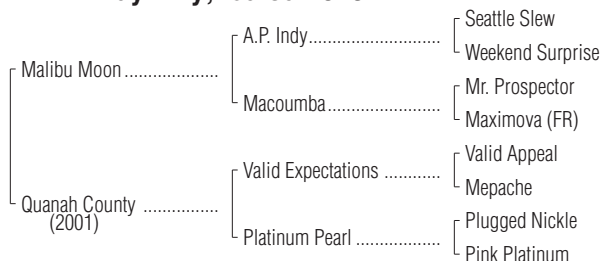 Seattle Slew
A.P. Indy
Weekend Surprise
Malibu Moon
Mr. Prospector
Macoumba
Maximova (FR)
Valid Appeal
Valid Expectations
Mepache
Quanah County
(2001)
Plugged Nickle
Platinum Pearl
Pink Platinum